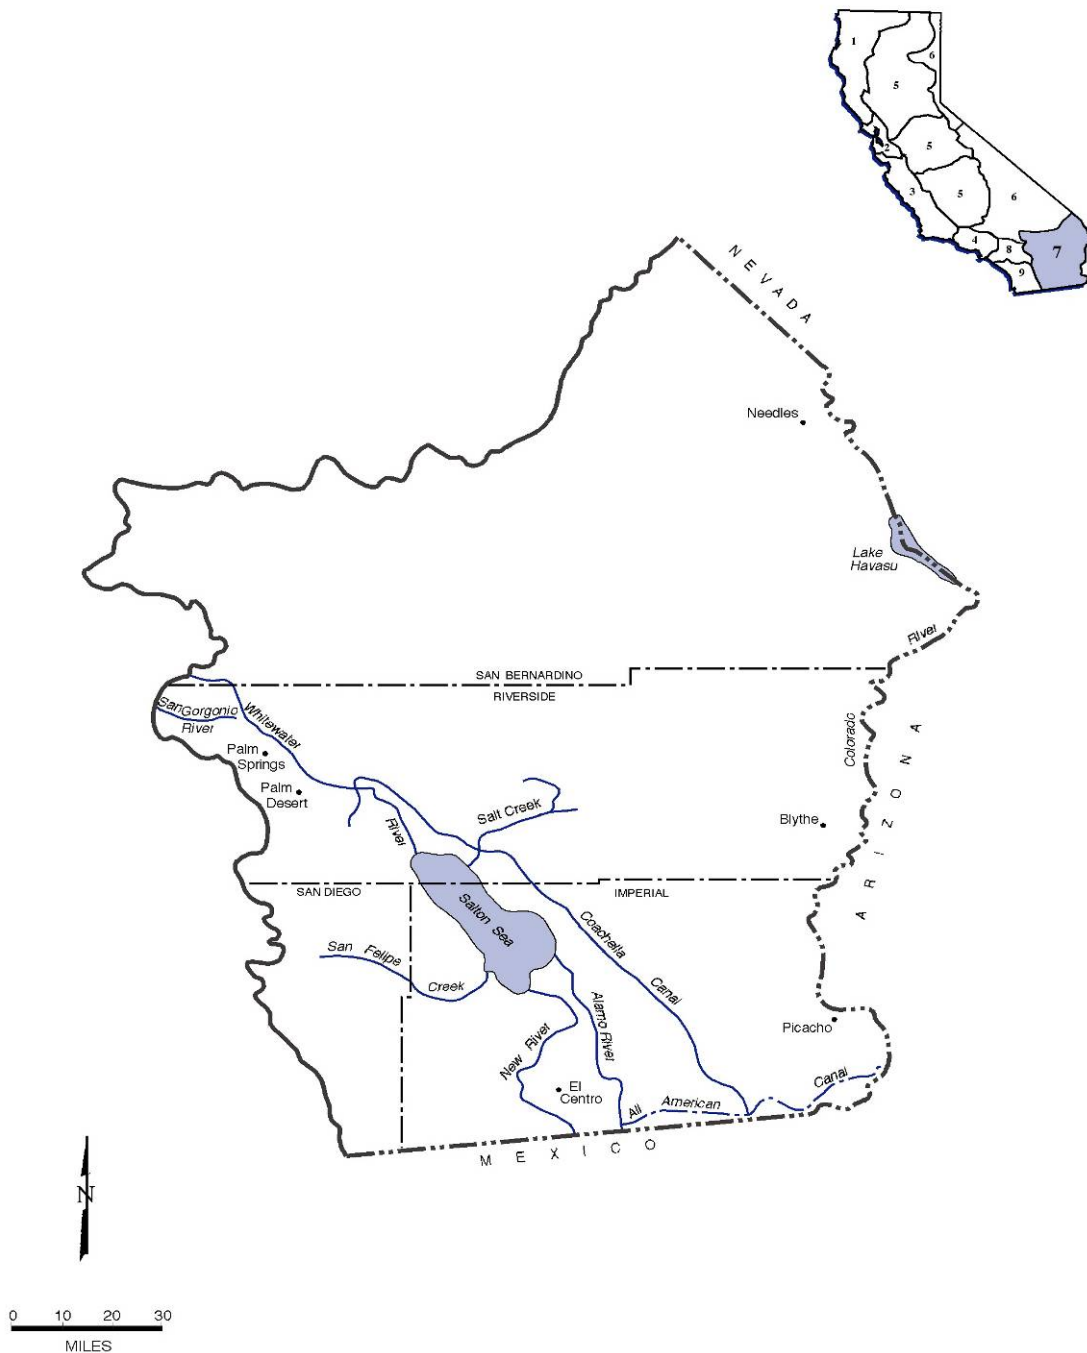 1
6
5
2
5
3
5
6
4
8
7
9
NEVADA
Needles
Lake
Havasu
River
SAN BERNARDINO
RIVERSIDE
San Gorgonio
River
Whitewater
Palm
Springs
Palm
Desert
River
Salt Creek
Colorado
ARIZONA
Blythe
SAN DIEGO
IMPERIAL
Salton Sea
Coachella
Canal
San Felipe
Creek
Alamo River
New River
El
Centro
Picacho
All American
Canal
MEXICO
N
0 10 20 30
MILES